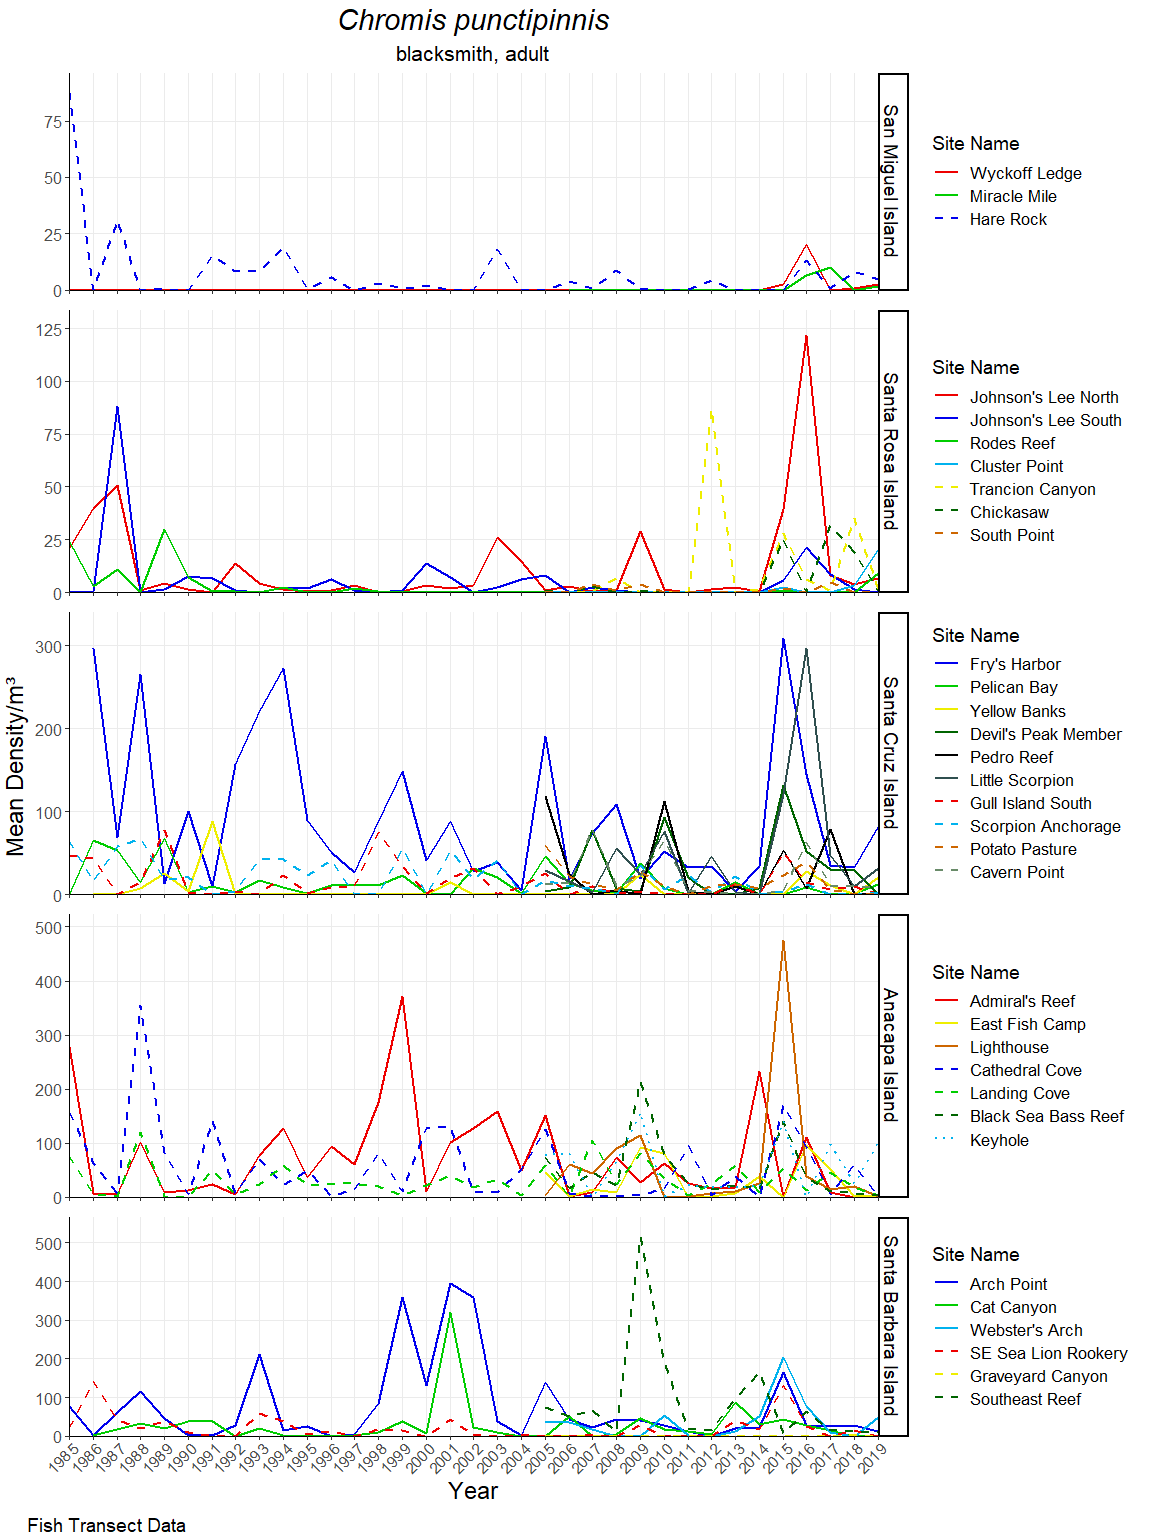 Chromis punctipinnis
blacksmith, adult
Mean Density/m³
75
50
25
0
San Miguel Island
Site Name
Wyckoff Ledge
Miracle Mile
Hare Rock
125
100
75
50
25
0
Santa Rosa Island
Site Name
Johnson's Lee North
Johnson's Lee South
Rodes Reef
Cluster Point
Trancion Canyon
Chickasaw
South Point
300
200
100
0
Santa Cruz Island
Site Name
Fry's Harbor
Pelican Bay
Yellow Banks
Devil's Peak Member
Pedro Reef
Little Scorpion
Gull Island South
Scorpion Anchorage
Potato Pasture
Cavern Point
500
400
300
200
100
0
Anacapa Island
Site Name
Admiral's Reef
East Fish Camp
Lighthouse
Cathedral Cove
Landing Cove
Black Sea Bass Reef
Keyhole
500
400
300
200
100
0
Santa Barbara Island
Site Name
Arch Point
Cat Canyon
Webster's Arch
SE Sea Lion Rookery
Graveyard Canyon
Southeast Reef
1985 1986 1987 1988 1989 1990 1991 1992 1993 1994 1995 1996 1997 1998 1999 2000 2001 2002 2003 2004 2005 2006 2007 2008 2009 2010 2011 2012 2013 2014 2015 2016 2017 2018 2019
Year
Fish Transect Data